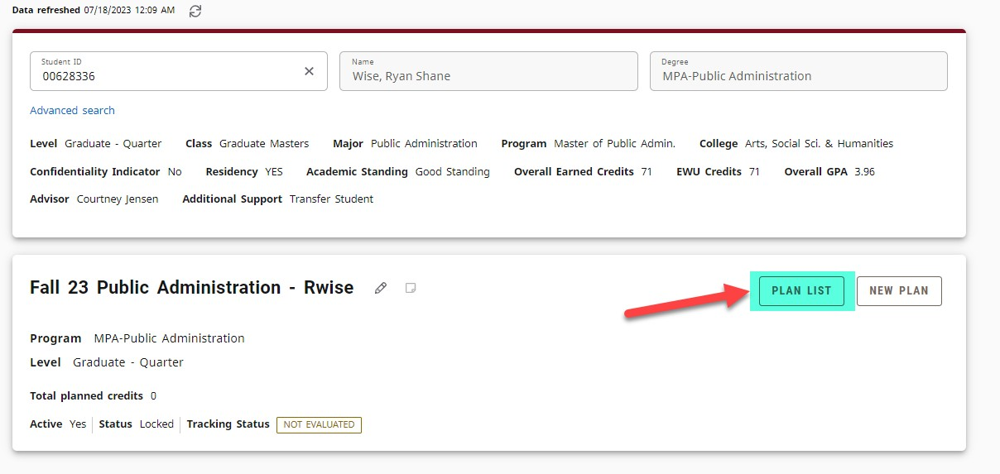 Data refreshed 07/18/2023 12:09 AM
Student ID
00628336
Name
Wise, Ryan Shane
Degree
MPA-Public Administration
Advanced search
Level Graduate - Quarter Class Graduate Masters Major Public Administration Program Master of Public Admin. College Arts, Social Sci. & Humanities
Confidentiality Indicator No Residency YES Academic Standing Good Standing Overall Earned Credits 71 EWU Credits 71 Overall GPA 3.96
Advisor Courtney Jensen Additional Support Transfer Student
Fall 23 Public Administration - Rwise
PLAN LIST
NEW PLAN
Program MPA-Public Administration
Level Graduate - Quarter
Total planned credits 0
Active Yes Status Locked Tracking Status NOT EVALUATED